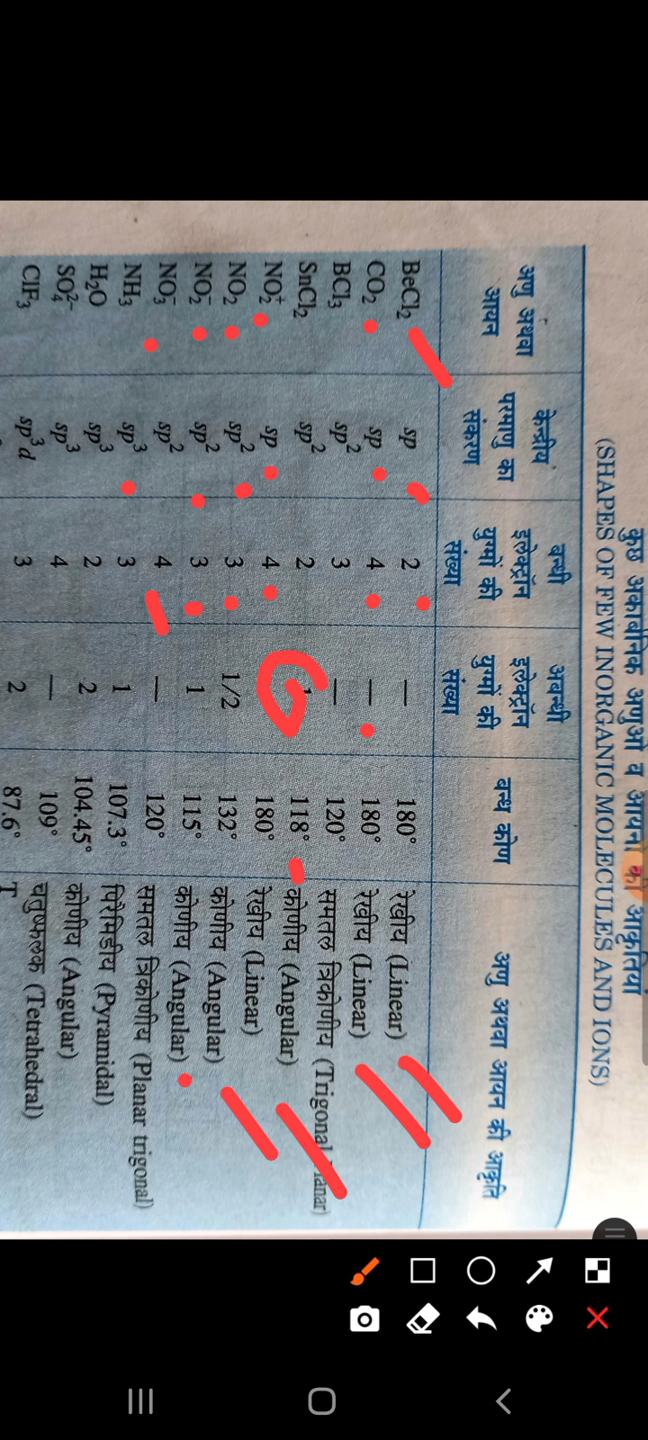 कुछ अकार्बनिक अणुओं व आयनों की आकृतियां
(SHAPES OF FEW INORGANIC MOLECULES AND IONS)
अणु अथवा आयन | केन्द्रीय परमाणु का संकरण | बन्धी इलेक्ट्रॉन युग्मों की संख्या | अबन्धी इलेक्ट्रॉन युग्मों की संख्या | बन्ध कोण | अणु अथवा आयन की आकृति
BeCl₂ sp 2 — 180° रेखीय (Linear)
CO₂ sp 4 — 180° रेखीय (Linear)
BCl₃ sp² 3 — 120° समतल त्रिकोणीय (Trigonal
SnCl₂ sp² 2 118° कोणीय (Angular)
NO₂⁺ sp 4 180° रेखीय (Linear)
NO₂ sp² 3 1/2 132° कोणीय (Angular)
NO₂⁻ sp² 3 1 115° कोणीय (Angular)
NO₃⁻ sp² 4 — 120° समतल त्रिकोणीय (Planar trigonal)
NH₃ sp³ 3 1 107.3° पिरैमिडीय (Pyramidal)
H₂O sp³ 2 2 104.45° कोणीय (Angular)
SO₄²⁻ sp³ 4 — 109° चतुष्फलक (Tetrahedral)
ClF₃ sp³d 3 2 87.6° T